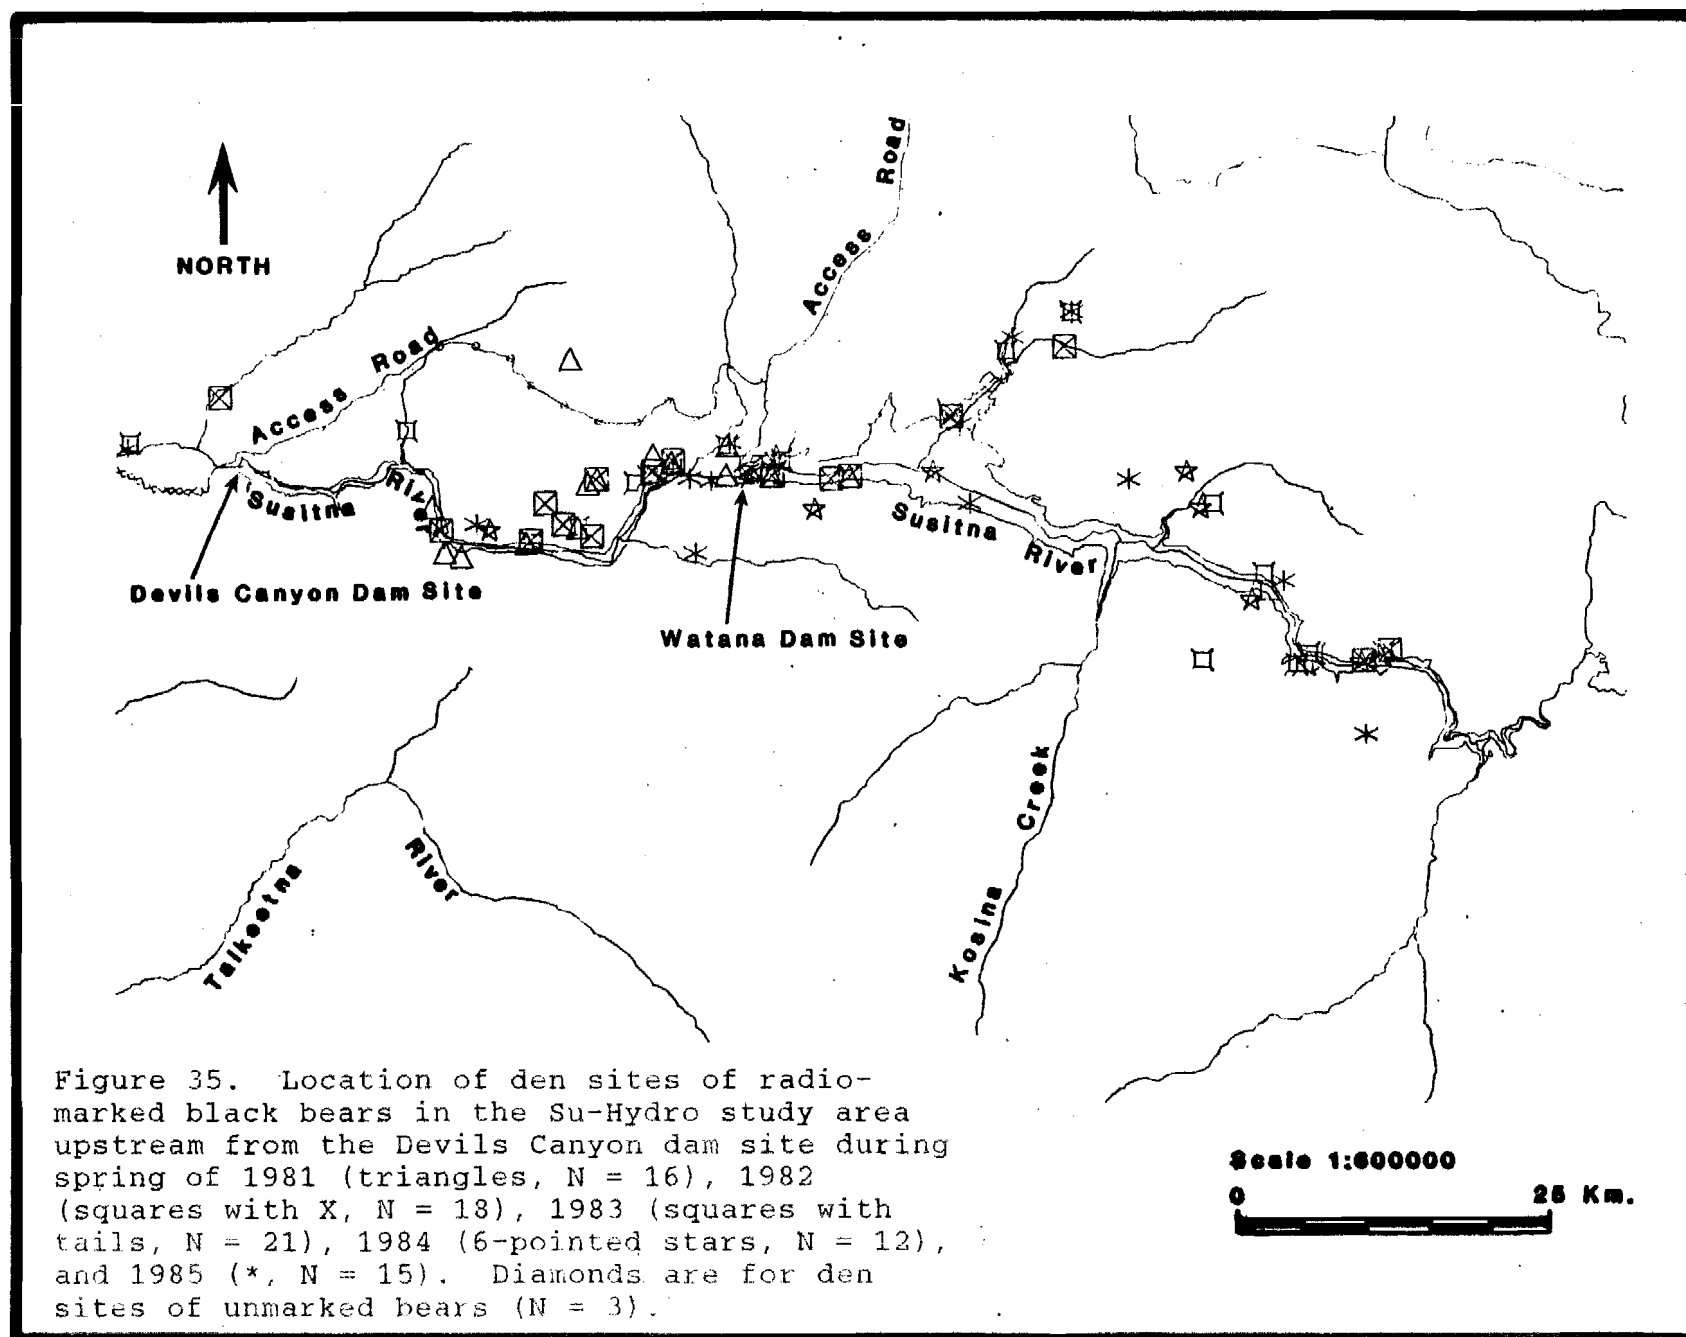 Access Road
NORTH
Access Road
Susitna River
Susitna River
Devils Canyon Dam Site
Watana Dam Site
Kosina Creek
Talkeetna River
Figure 35. Location of den sites of radio-
marked black bears in the Su-Hydro study area
upstream from the Devils Canyon dam site during
spring of 1981 (triangles, N = 16), 1982
(squares with X, N = 18), 1983 (squares with
tails, N = 21), 1984 (6-pointed stars, N = 12),
and 1985 (*, N = 15). Diamonds are for den
sites of unmarked bears (N = 3).
Scale 1:600000
0 25 Km.